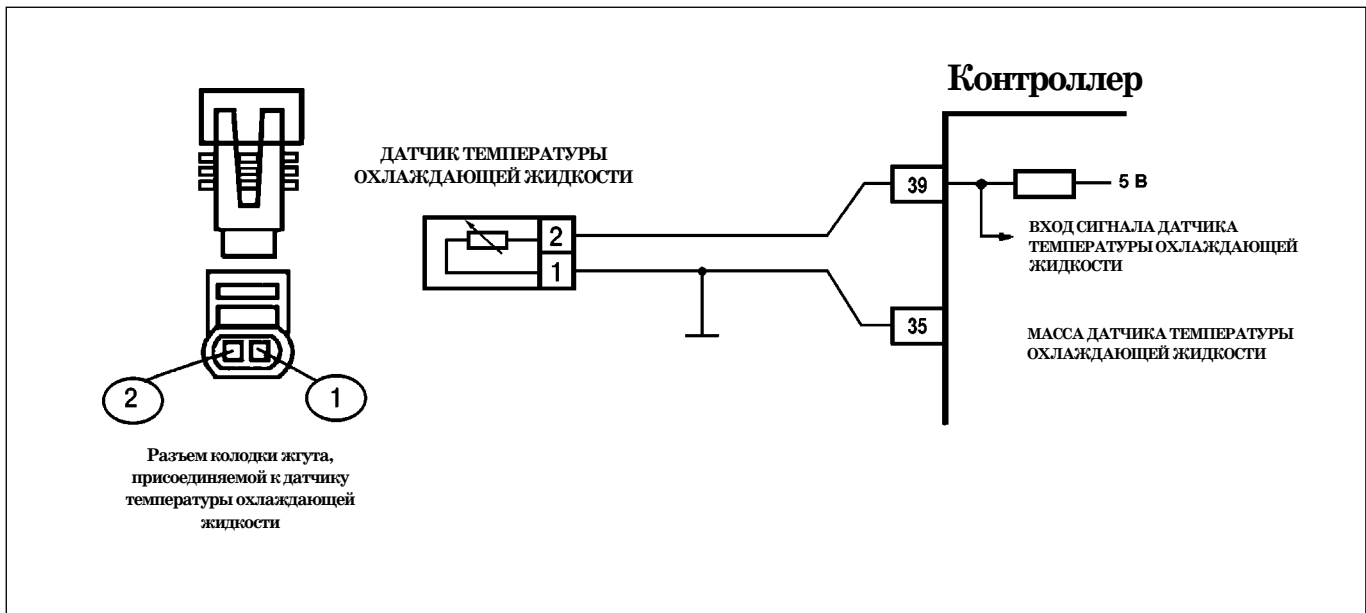 Контроллер
ДАТЧИК ТЕМПЕРАТУРЫ
ОХЛАЖДАЮЩЕЙ ЖИДКОСТИ
39
5 В
2
1
ВХОД СИГНАЛА ДАТЧИКА
ТЕМПЕРАТУРЫ ОХЛАЖДАЮЩЕЙ
ЖИДКОСТИ
35
МАССА ДАТЧИКА ТЕМПЕРАТУРЫ
ОХЛАЖДАЮЩЕЙ ЖИДКОСТИ
2
1
Разъем колодки жгута,
присоединяемой к датчику
температуры охлаждающей
жидкости